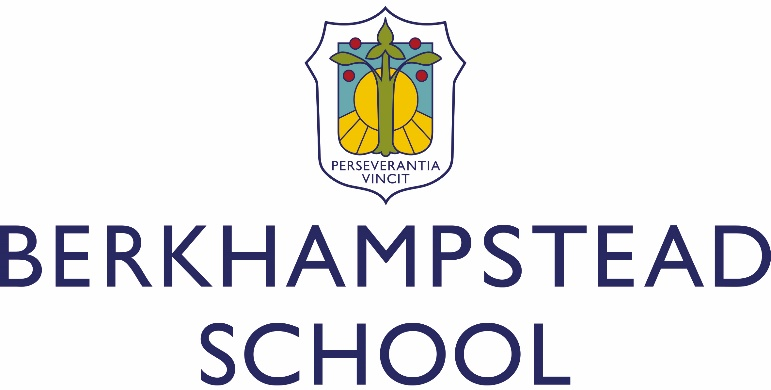 PERSEVERANTIA
VINCIT
BERKHAMPSTEAD
SCHOOL